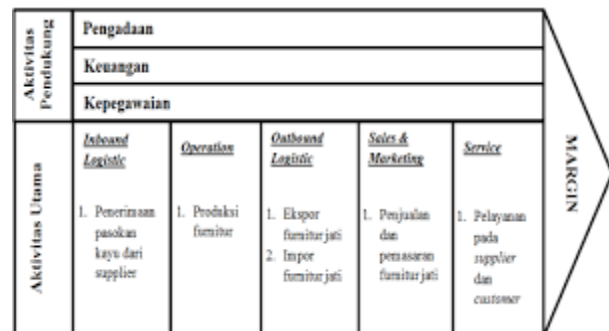 Aktivitas
Pendukung
Pengadaan
Keuangan
Kepegawaian
Aktivitas Utama
Inbound
Logistic
1. Penerimaan
pasokan
kayu dari
supplier
Operation
1. Produksi
furnitur
Outbound
Logistic
1. Ekspor
furnitur jati
2. Impor
furnitur jati
Sales &
Marketing
1. Penjualan
dan
pemasaran
furnitur jati
Service
1. Pelayanan
pada
supplier
dan
customer
MARGIN